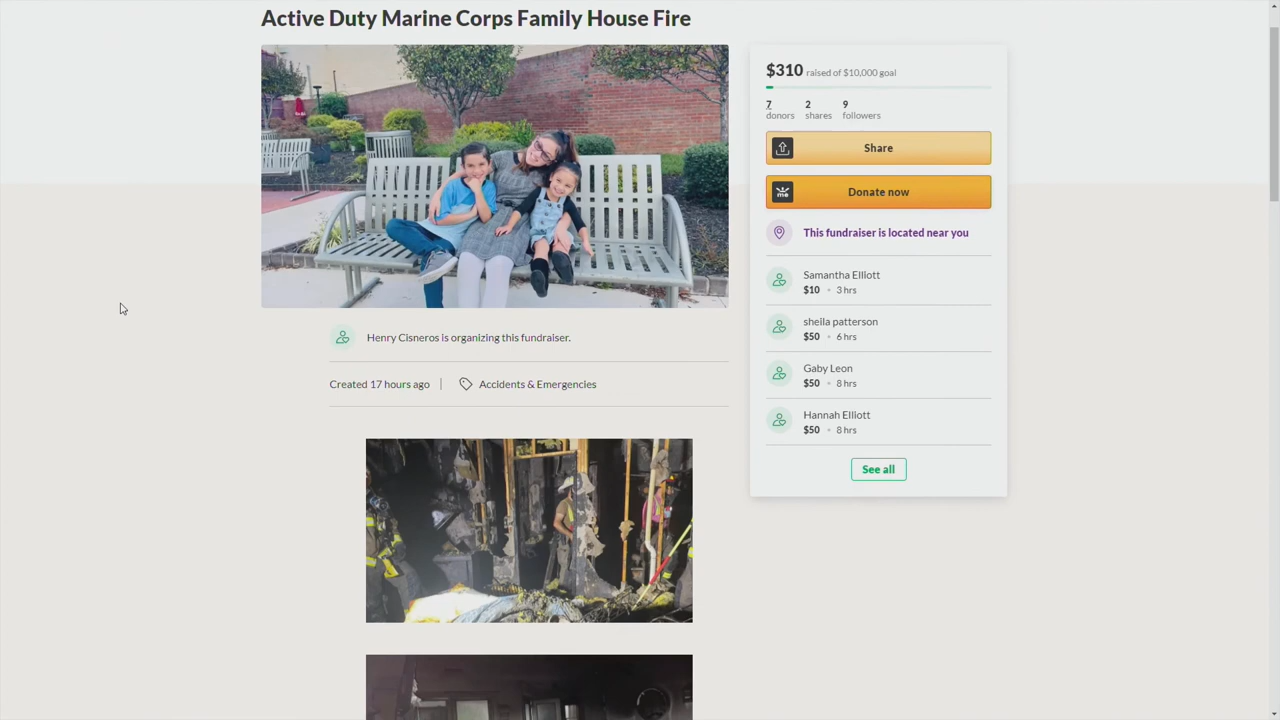 Active Duty Marine Corps Family House Fire
$310 raised of $10,000 goal
7 2 9
donors shares followers
Share
me Donate now
This fundraiser is located near you
Samantha Elliott
$10 • 3 hrs
sheila patterson
$50 • 6 hrs
Gaby Leon
$50 • 8 hrs
Hannah Elliott
$50 • 8 hrs
See all
Henry Cisneros is organizing this fundraiser.
Created 17 hours ago | Accidents & Emergencies